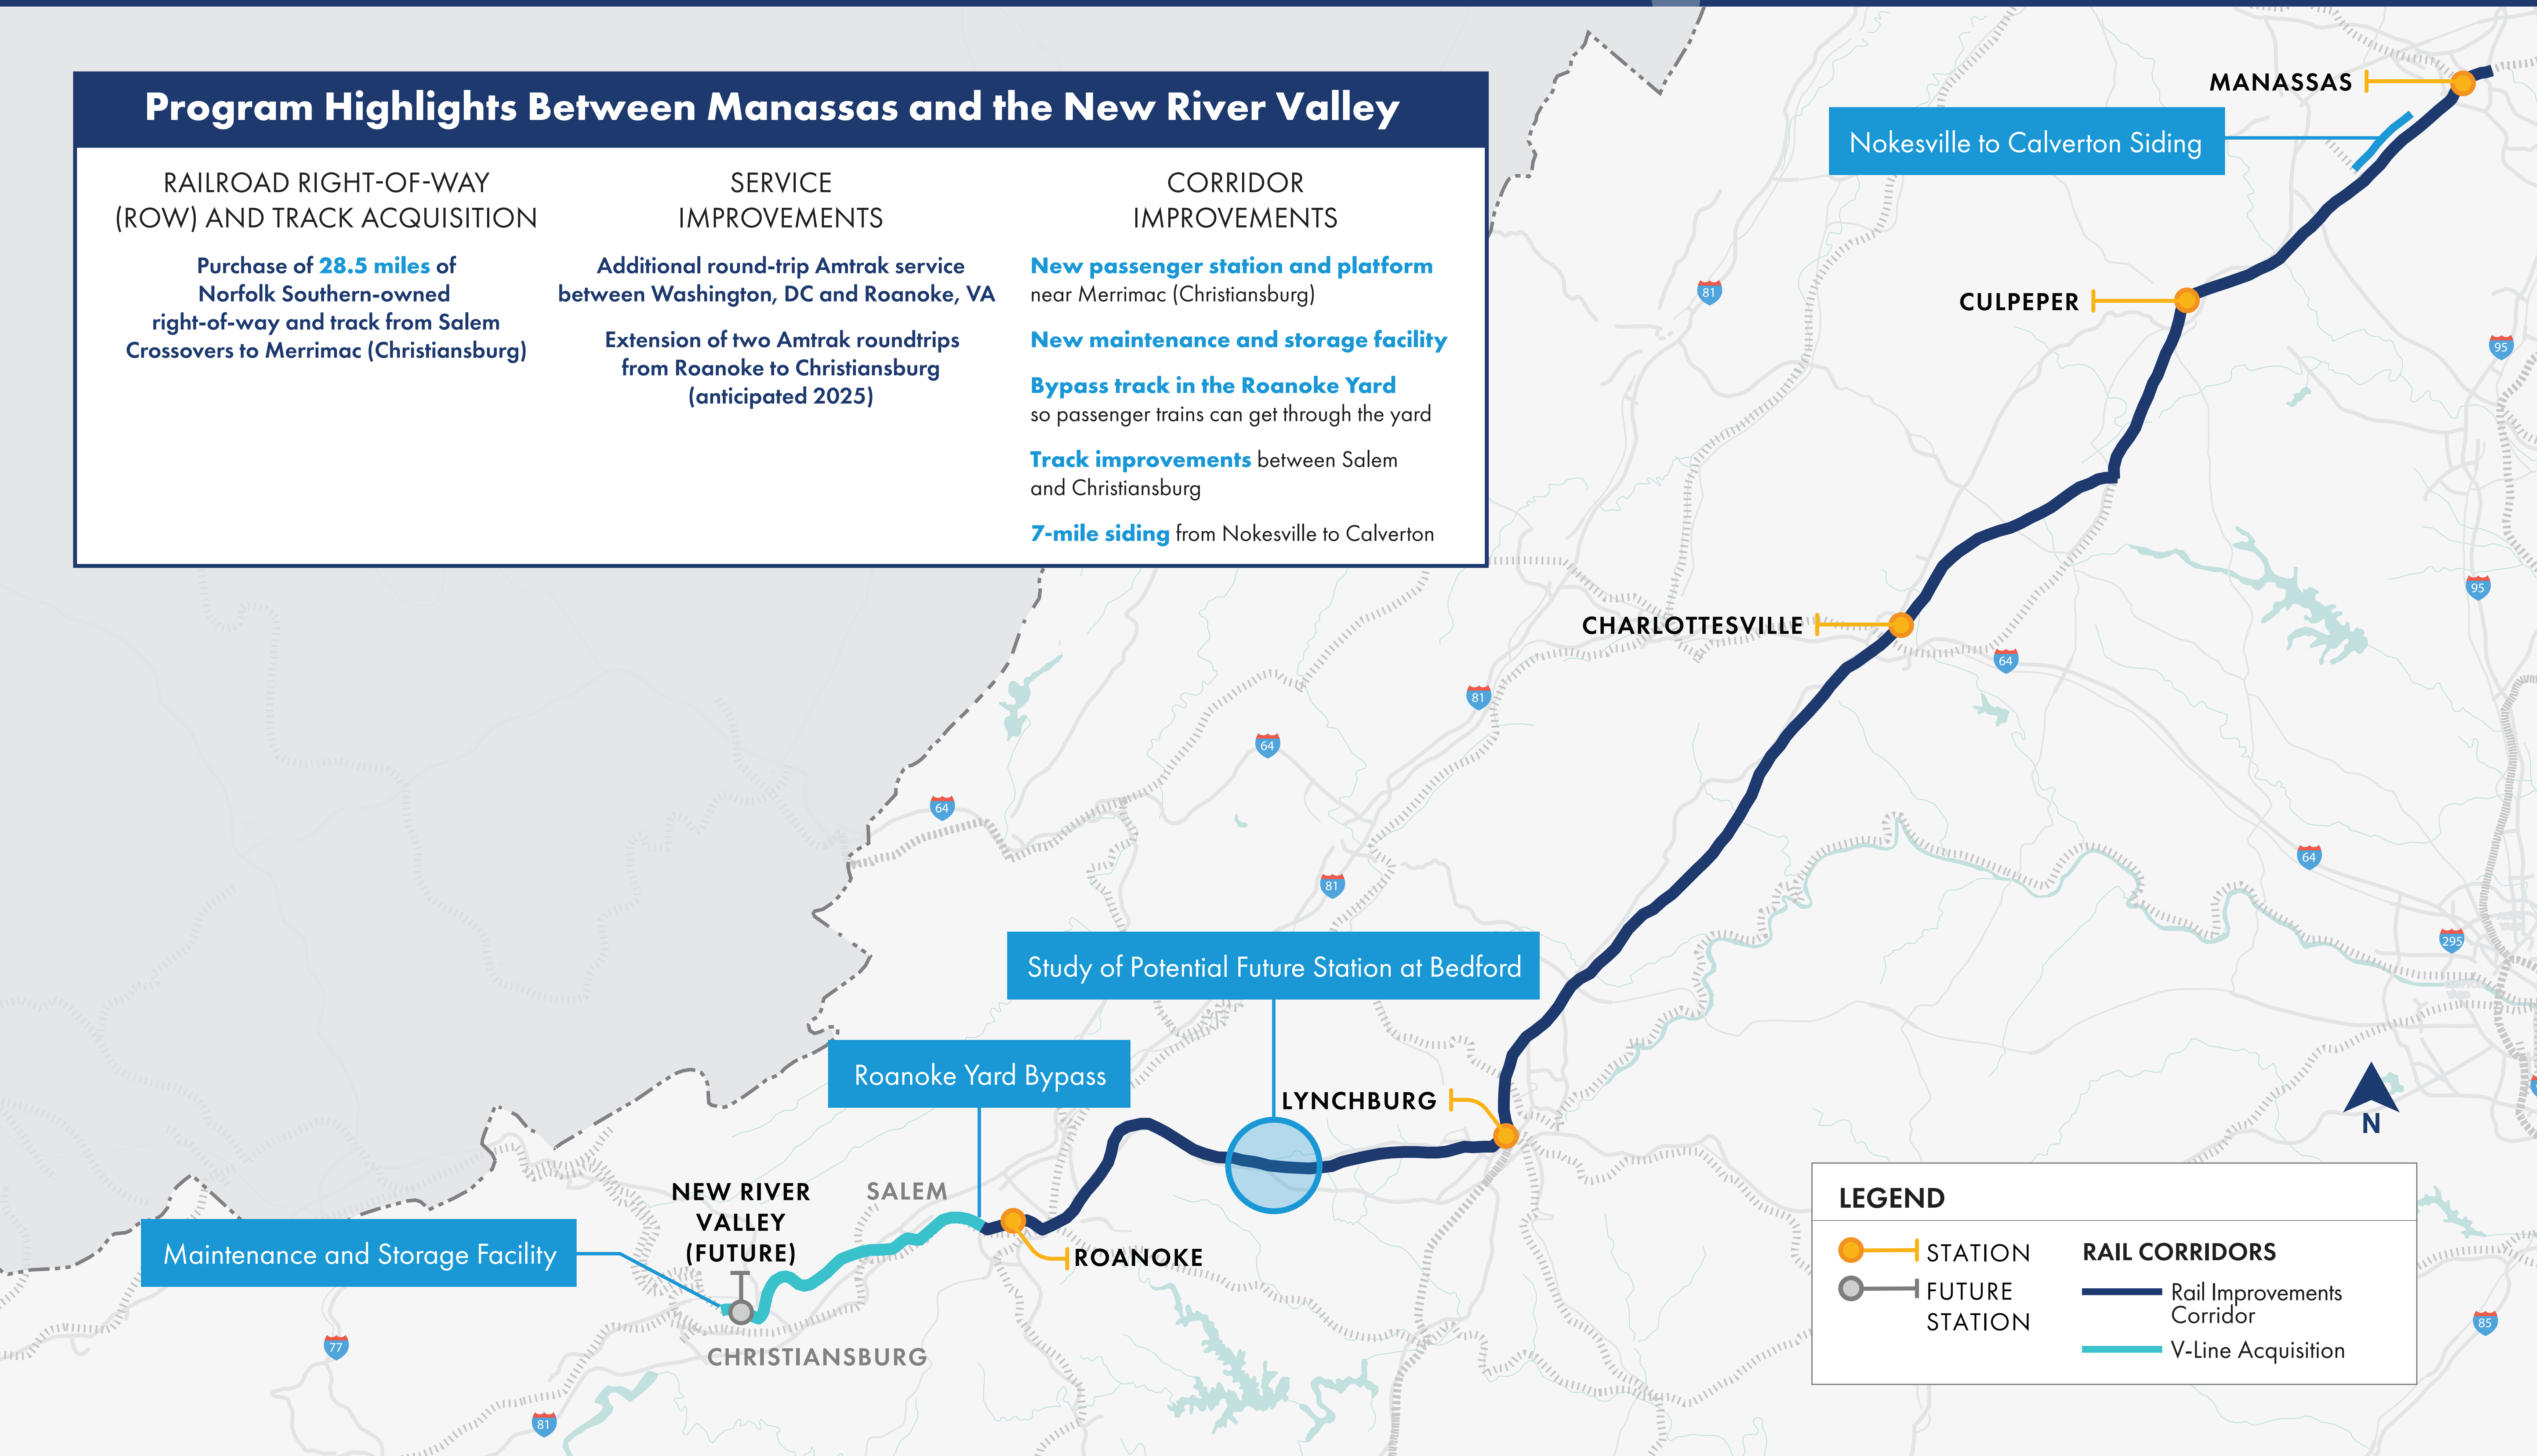 Program Highlights Between Manassas and the New River Valley
RAILROAD RIGHT-OF-WAY
(ROW) AND TRACK ACQUISITION
Purchase of 28.5 miles of
Norfolk Southern-owned
right-of-way and track from Salem
Crossovers to Merrimac (Christiansburg)
SERVICE
IMPROVEMENTS
Additional round-trip Amtrak service
between Washington, DC and Roanoke, VA
Extension of two Amtrak roundtrips
from Roanoke to Christiansburg
(anticipated 2025)
CORRIDOR
IMPROVEMENTS
New passenger station and platform
near Merrimac (Christiansburg)
New maintenance and storage facility
Bypass track in the Roanoke Yard
so passenger trains can get through the yard
Track improvements between Salem
and Christiansburg
7-mile siding from Nokesville to Calverton
MANASSAS
Nokesville to Calverton Siding
81
CULPEPER
95
95
CHARLOTTESVILLE
64
81
64
64
64
81
295
Study of Potential Future Station at Bedford
Roanoke Yard Bypass
LYNCHBURG
N
NEW RIVER
VALLEY
(FUTURE)
SALEM
Maintenance and Storage Facility
ROANOKE
CHRISTIANSBURG
77
81
85
LEGEND
STATION
FUTURE
STATION
RAIL CORRIDORS
Rail Improvements
Corridor
V-Line Acquisition